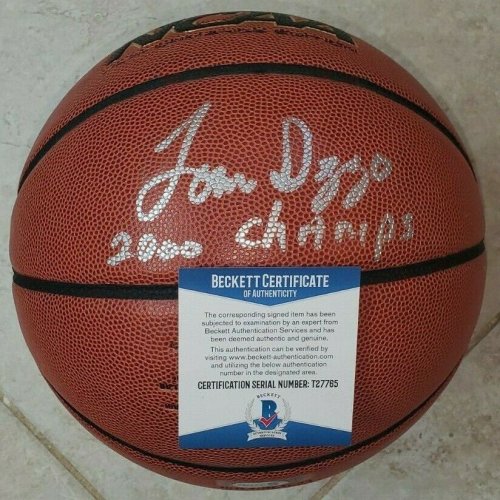 NCAA
Tom Izzo
2000 CHAMPS
BECKETT CERTIFICATE
OF AUTHENTICITY
The corresponding signed item has been
subjected to examination by an expert from
Beckett Authentication Services and has
been deemed authentic and genuine.
This authentication can be verified by
visiting www.beckett-authentication.com
and utilizing the below authentication
number in the designated area.
CERTIFICATION SERIAL NUMBER: T27765
BECKETT
B